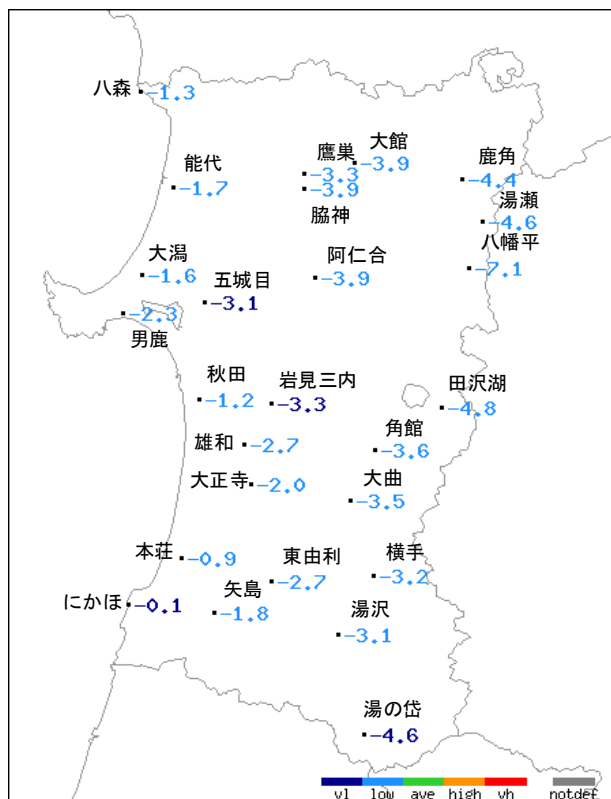 八森
-1.3
大館
-3.9
鷹巣
-3.3
-3.9
脇神
鹿角
-4.4
能代
-1.7
湯瀬
-4.6
八幡平
-7.1
大潟
-1.6
五城目
-3.1
阿仁合
-3.9
-2.3
男鹿
秋田
-1.2
岩見三内
-3.3
田沢湖
-4.8
雄和
-2.7
角館
-3.6
大正寺
-2.0
大曲
-3.5
本荘
-0.9
東由利
-2.7
横手
-3.2
にかほ
-0.1
矢島
-1.8
湯沢
-3.1
湯の岱
-4.6
vl low ave high vh notdef